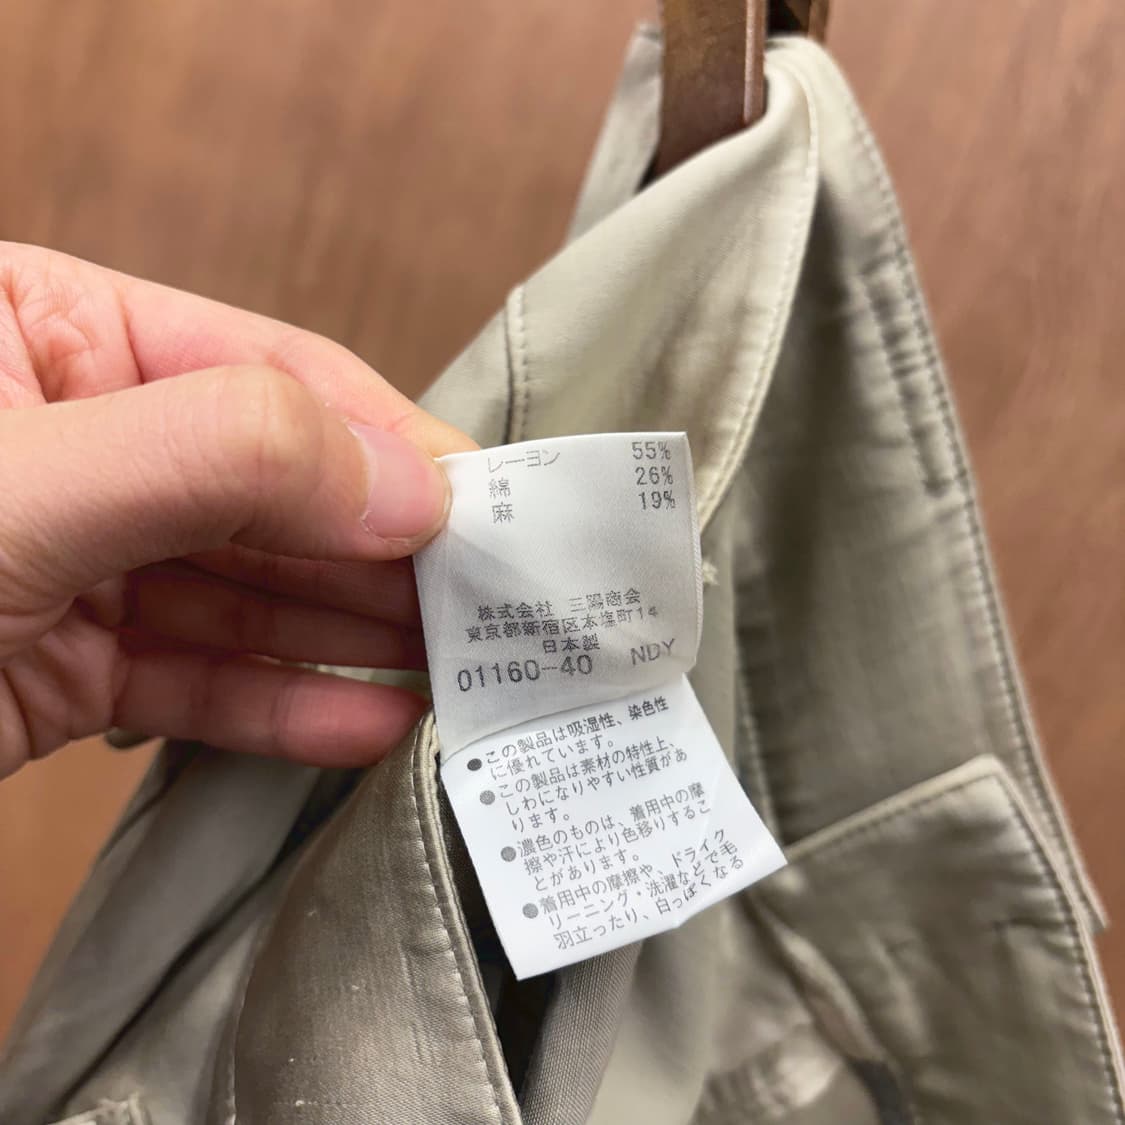 レーヨン 55%
綿 26%
麻 19%
株式会社 三陽商会
東京都新宿区本塩町14
日本製
01160-40 NDY
●この製品は吸湿性、染色性
に優れています。
●この製品は素材の特性上、
しわになりやすい性質があ
ります。
●濃色のものは、着用中の摩
擦や汗により色移りするこ
とがあります。
●着用中の摩擦や、ドライク
リーニング・洗濯などで毛
羽立ったり、白っぽくなる